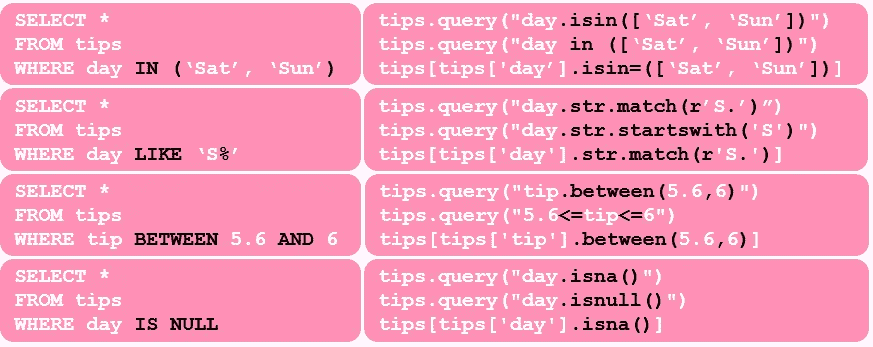 SELECT *
FROM tips
WHERE day IN (‘Sat’, ‘Sun’)
tips.query("day.isin([‘Sat’, ‘Sun’])")
tips.query("day in ([‘Sat’, ‘Sun’])")
tips[tips['day’].isin=([‘Sat’, ‘Sun’])]
SELECT *
FROM tips
WHERE day LIKE ‘S%’
tips.query("day.str.match(r’S.’)”)
tips.query("day.str.startswith('S')")
tips[tips['day'].str.match(r'S.')]
SELECT *
FROM tips
WHERE tip BETWEEN 5.6 AND 6
tips.query("tip.between(5.6,6)")
tips.query("5.6<=tip<=6")
tips[tips['tip'].between(5.6,6)]
SELECT *
FROM tips
WHERE day IS NULL
tips.query("day.isna()")
tips.query("day.isnull()")
tips[tips['day'].isna()]